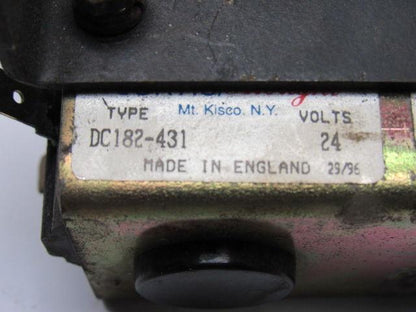 TYPE Mt. Kisco, N.Y. VOLTS
DC182-431 24
MADE IN ENGLAND 29/96